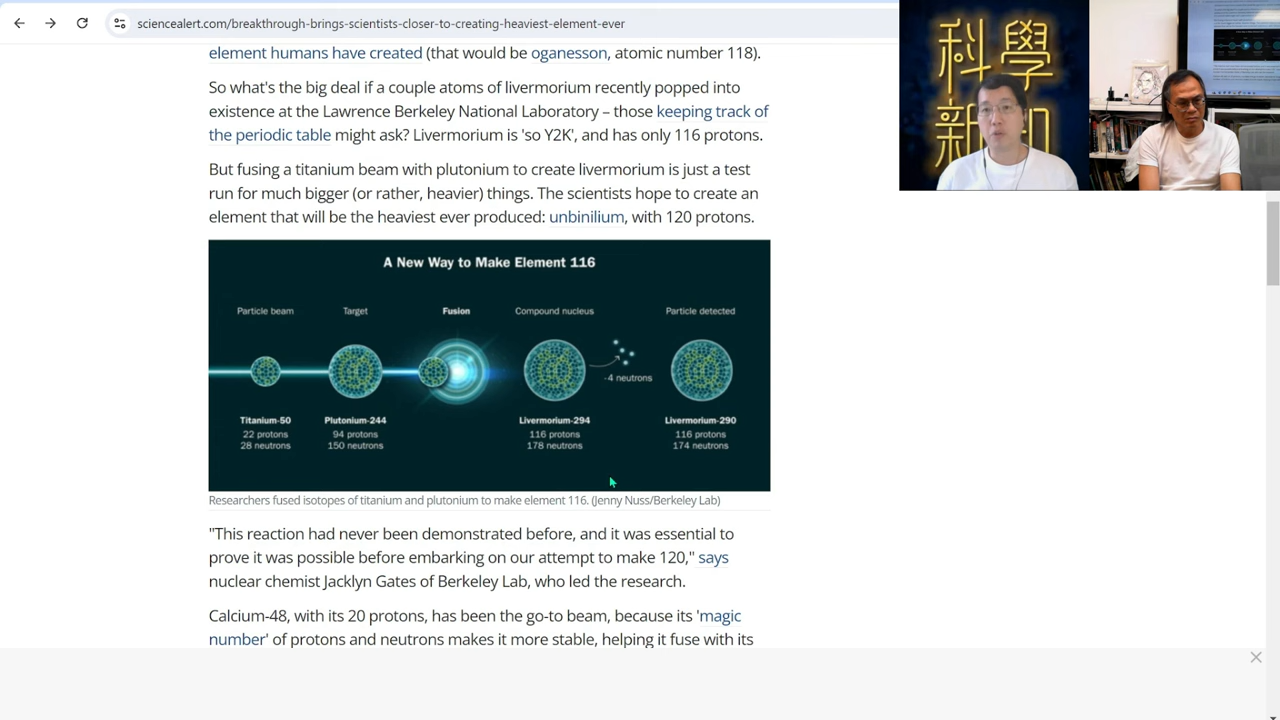 sciencealert.com/breakthrough-brings-scientists-closer-to-creating-the-heaviest-element-ever
element humans have created (that would be oganesson, atomic number 118).
So what's the big deal if a couple atoms of livermorium recently popped into
existence at the Lawrence Berkeley National Laboratory – those keeping track of
the periodic table might ask? Livermorium is 'so Y2K', and has only 116 protons.
But fusing a titanium beam with plutonium to create livermorium is just a test
run for much bigger (or rather, heavier) things. The scientists hope to create an
element that will be the heaviest ever produced: unbinilium, with 120 protons.
A New Way to Make Element 116
Particle beam Target Fusion Compound nucleus Particle detected
-4 neutrons
Titanium-50 Plutonium-244 Livermorium-294 Livermorium-290
22 protons 94 protons 116 protons 116 protons
28 neutrons 150 neutrons 178 neutrons 174 neutrons
Researchers fused isotopes of titanium and plutonium to make element 116. (Jenny Nuss/Berkeley Lab)
"This reaction had never been demonstrated before, and it was essential to
prove it was possible before embarking on our attempt to make 120," says
nuclear chemist Jacklyn Gates of Berkeley Lab, who led the research.
Calcium-48, with its 20 protons, has been the go-to beam, because its 'magic
number' of protons and neutrons makes it more stable, helping it fuse with its
科學
新